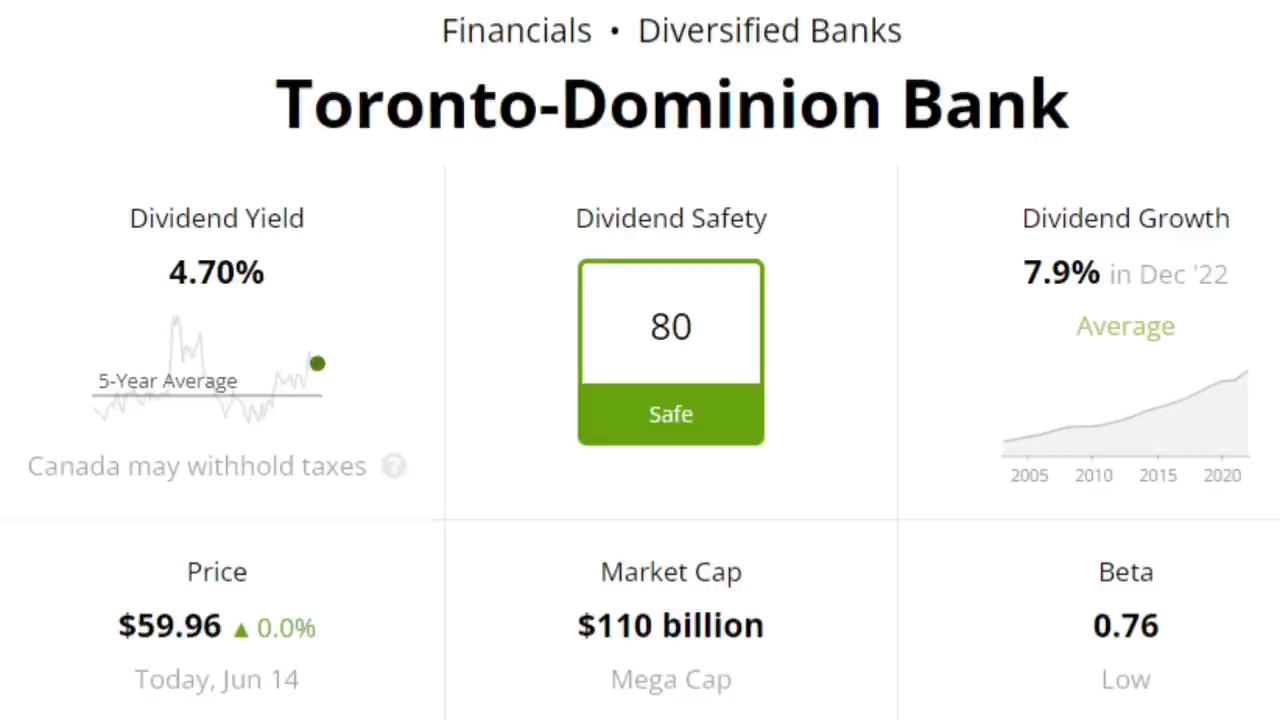 Financials • Diversified Banks
Toronto-Dominion Bank
Dividend Yield
4.70%
5-Year Average
Canada may withhold taxes ?
Dividend Safety
80
Safe
Dividend Growth
7.9% in Dec '22
Average
2005 2010 2015 2020
Price
$59.96 ▲ 0.0%
Today, Jun 14
Market Cap
$110 billion
Mega Cap
Beta
0.76
Low